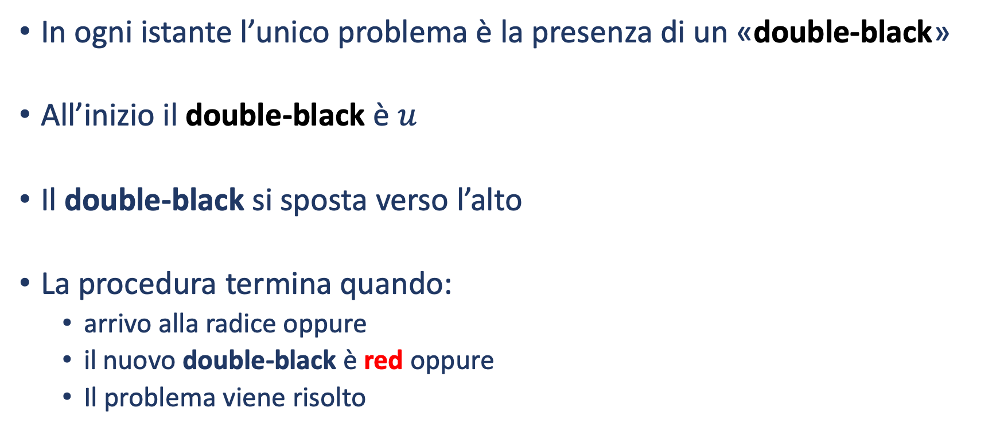 • In ogni istante l’unico problema è la presenza di un «double-black»
• All’inizio il double-black è 𝑢
• Il double-black si sposta verso l’alto
• La procedura termina quando:
• arrivo alla radice oppure
• il nuovo double-black è red oppure
• Il problema viene risolto